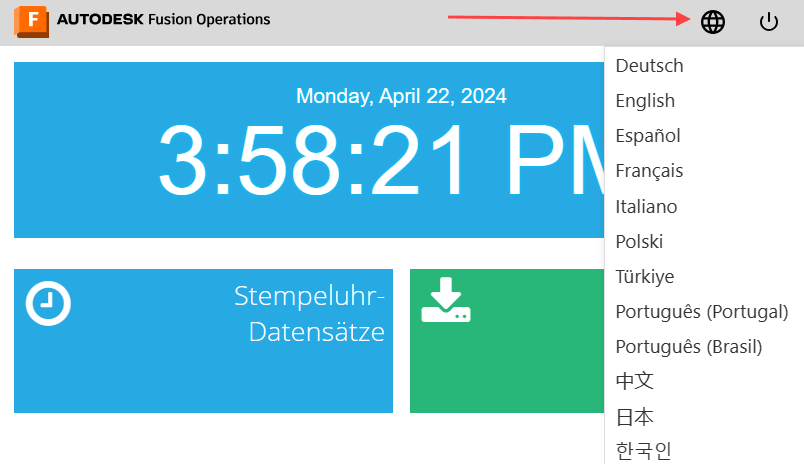 F AUTODESK Fusion Operations
Monday, April 22, 2024
3:58:21 PM
Stempeluhr-
Datensätze
Deutsch
English
Español
Français
Italiano
Polski
Türkiye
Português (Portugal)
Português (Brasil)
中文
日本
한국인